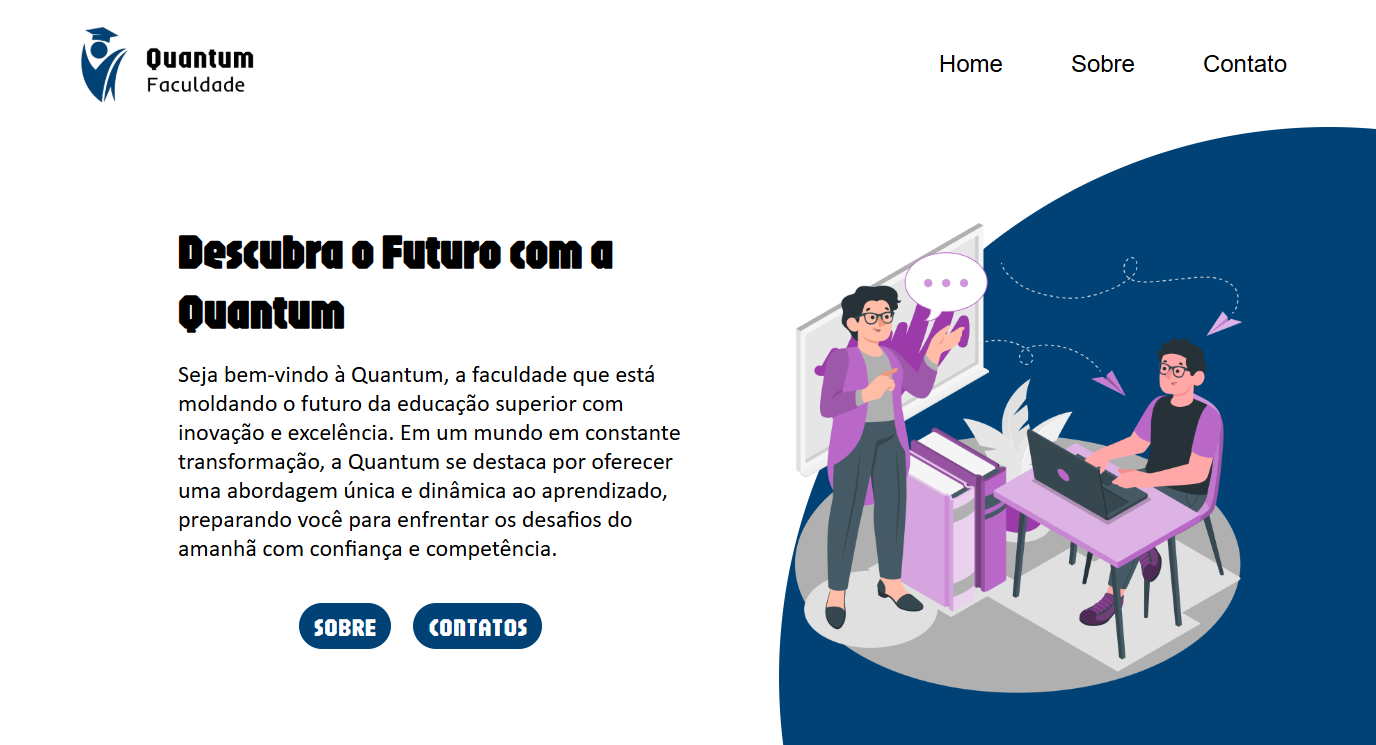 Quantum
Faculdade
Home Sobre Contato
Descubra o Futuro com a
Quantum
Seja bem-vindo à Quantum, a faculdade que está
moldando o futuro da educação superior com
inovação e excelência. Em um mundo em constante
transformação, a Quantum se destaca por oferecer
uma abordagem única e dinâmica ao aprendizado,
preparando você para enfrentar os desafios do
amanhã com confiança e competência.
SOBRE CONTATOS